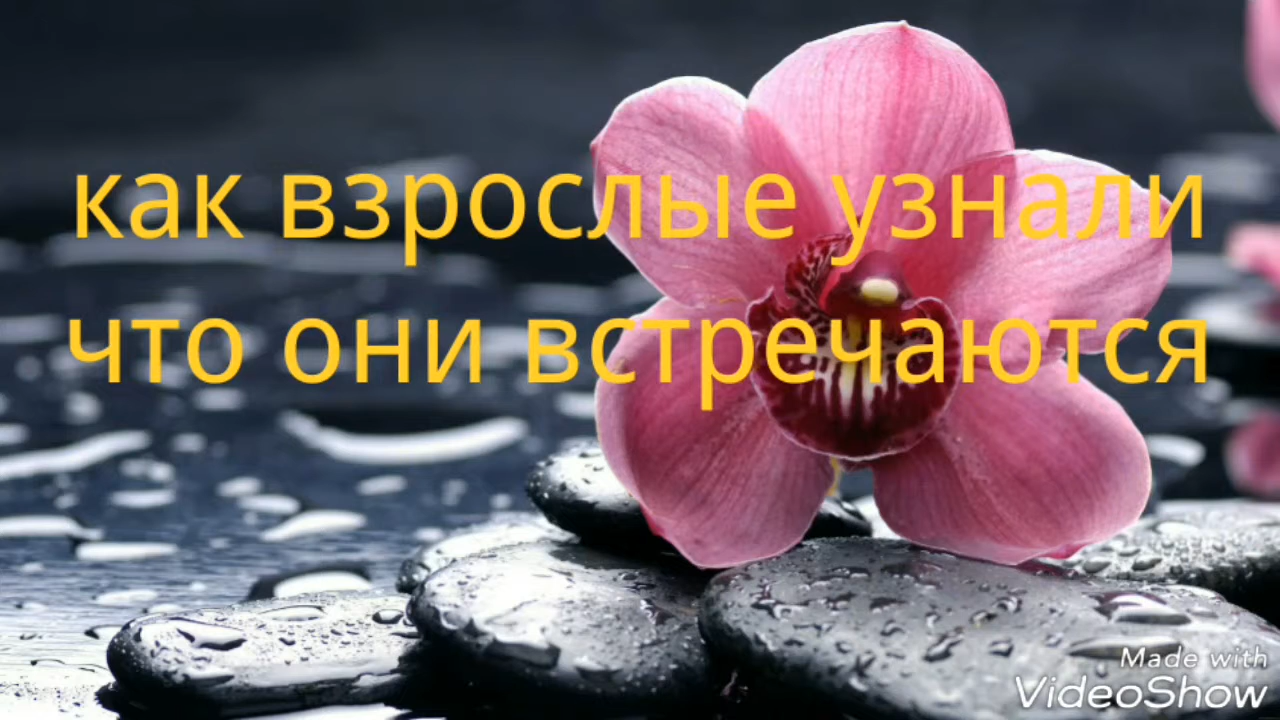 как взрослые узнали
что они встречаются
Made with
VideoShow